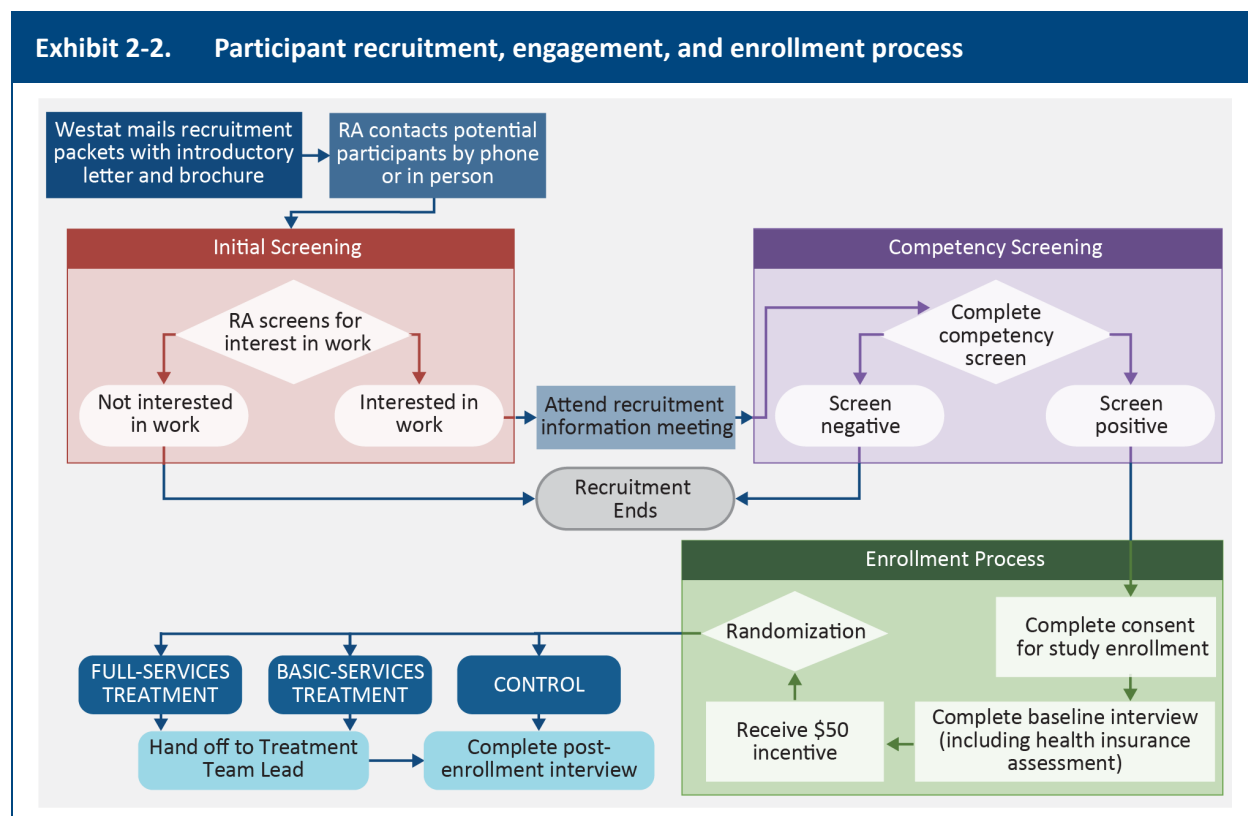 Exhibit 2-2. Participant recruitment, engagement, and enrollment process
Westat mails recruitment
packets with introductory
letter and brochure
RA contacts potential
participants by phone
or in person
Initial Screening
RA screens for
interest in work
Not interested
in work
Interested in
work
Attend recruitment
information meeting
Competency Screening
Complete
competency
screen
Screen
negative
Screen
positive
Recruitment
Ends
Enrollment Process
Complete consent
for study enrollment
Complete baseline interview
(including health insurance
assessment)
Receive $50
incentive
Randomization
FULL-SERVICES
TREATMENT
BASIC-SERVICES
TREATMENT
CONTROL
Hand off to Treatment
Team Lead
Complete post-
enrollment interview